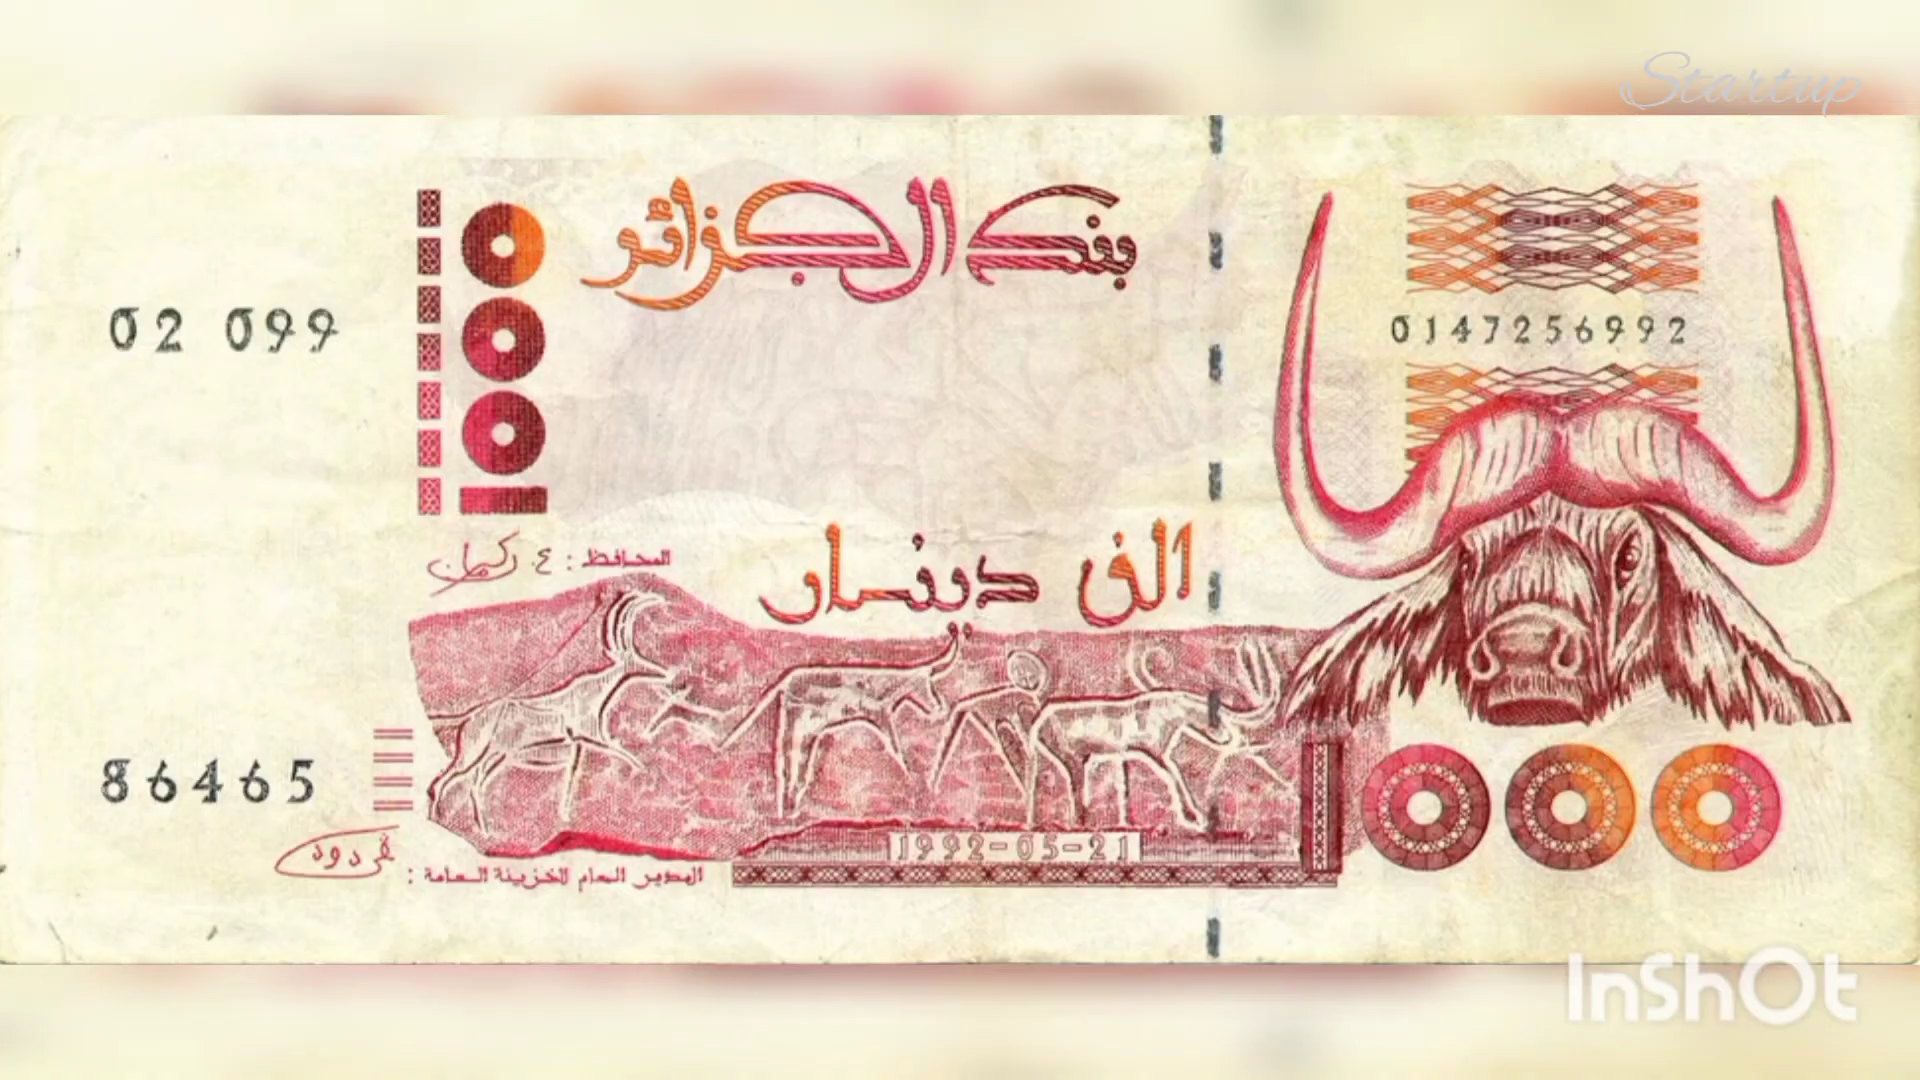 Startup
بنك الجزائر
1000
0147256992
02 099
المحافظ : ع. كرمان
الف دينار
86465
1000
1992-05-21
المدير العام للخزينة العامة :
InShOt